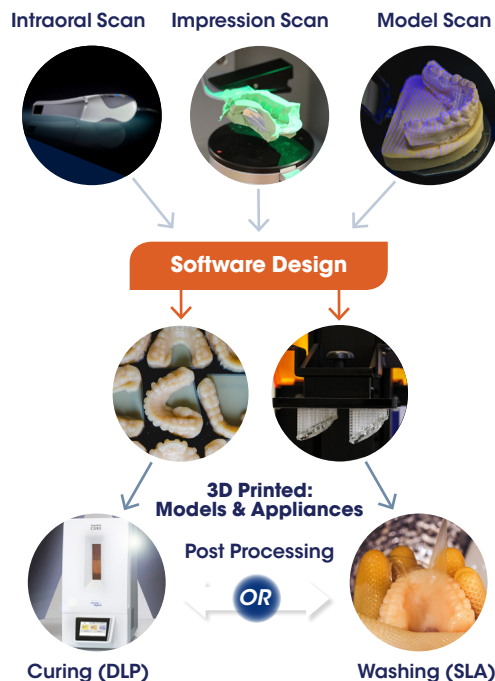 Intraoral Scan
Impression Scan
Model Scan
Software Design
3D Printed:
Models & Appliances
Post Processing
OR
Curing (DLP)
Washing (SLA)